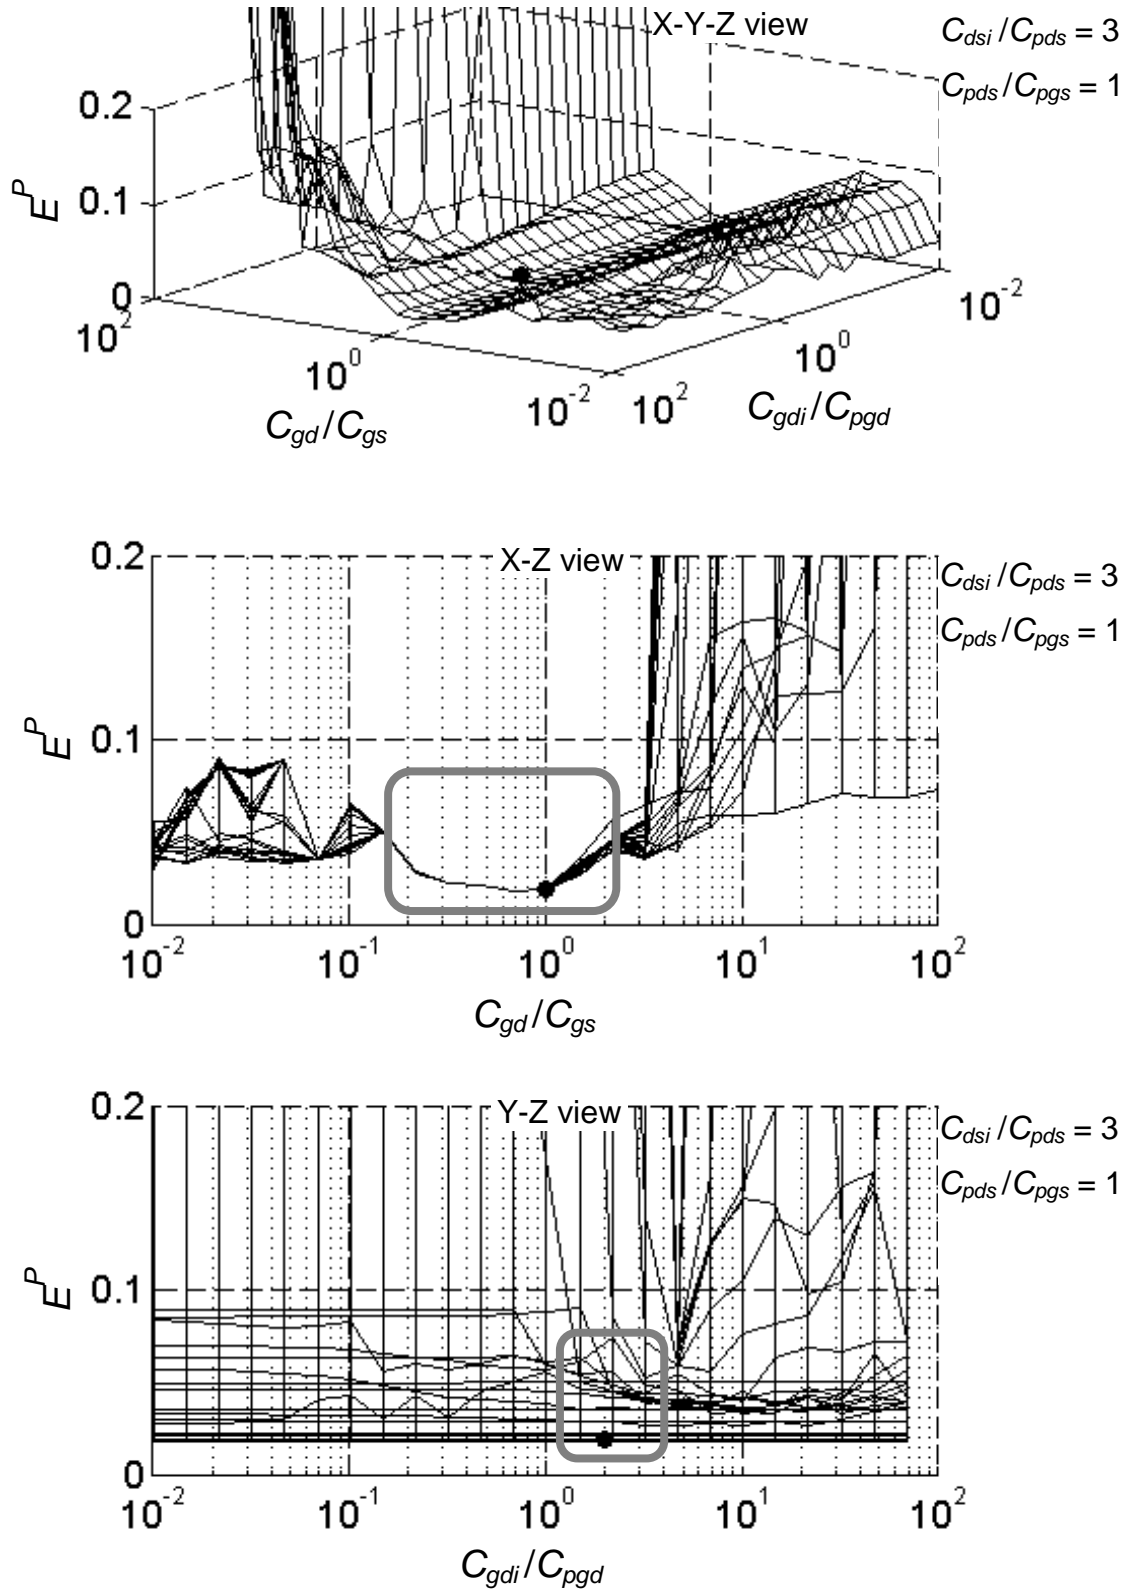 X-Y-Z view
C_dsi/C_pds = 3
C_pds/C_pgs = 1
0.2
0.1
0
E^P
10^2
10^0
10^-2
C_gd/C_gs
10^2
10^0
10^-2
C_gdi/C_pgd
X-Z view
C_dsi/C_pds = 3
C_pds/C_pgs = 1
0.2
0.1
0
E^P
10^-2 10^-1 10^0 10^1 10^2
C_gd/C_gs
Y-Z view
C_dsi/C_pds = 3
C_pds/C_pgs = 1
0.2
0.1
0
E^P
10^-2 10^-1 10^0 10^1 10^2
C_gdi/C_pgd